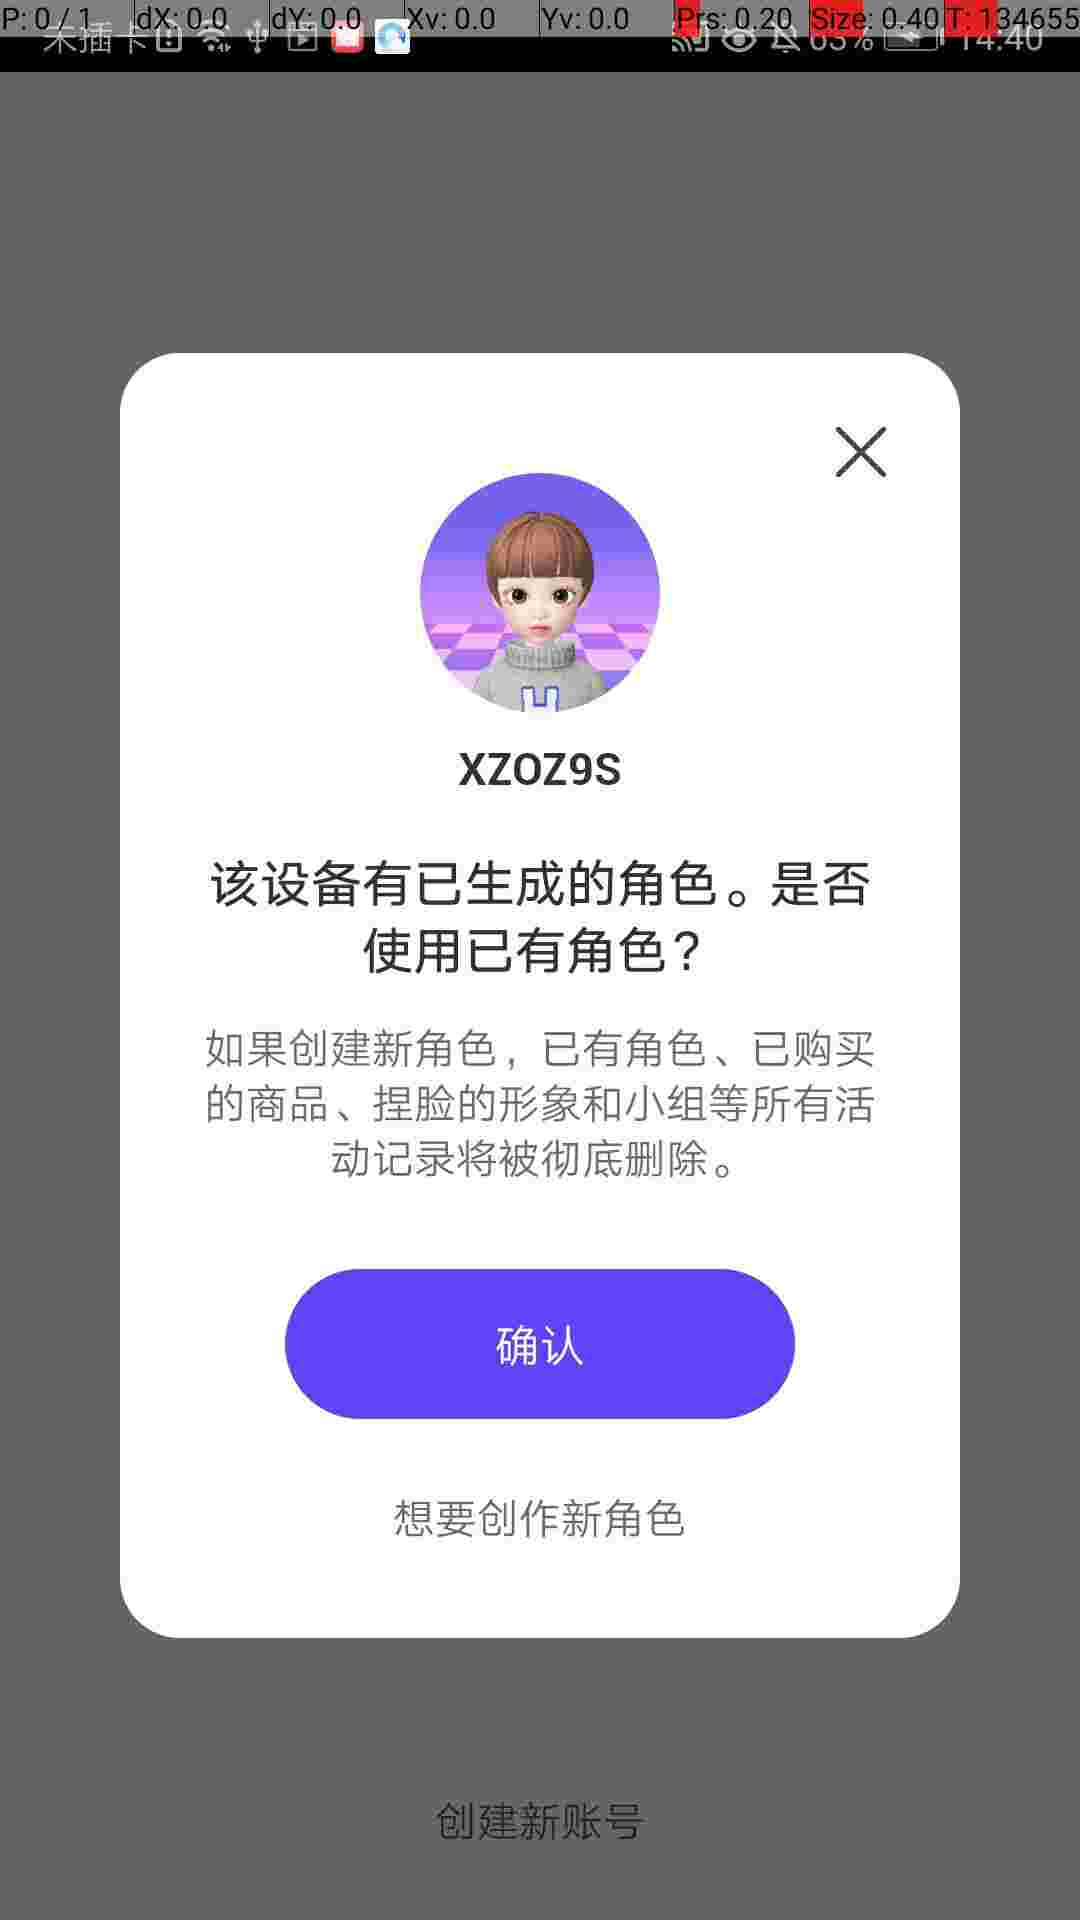 P: 0 / 1 dX: 0.0 dY: 0.0 Xv: 0.0 Yv: 0.0 Prs: 0.20 Size: 0.40 T: 134655
未插卡 63% 14:40
XZOZ9S
该设备有已生成的角色。是否
使用已有角色?
如果创建新角色，已有角色、已购买
的商品、捏脸的形象和小组等所有活
动记录将被彻底删除。
确认
想要创作新角色
创建新账号